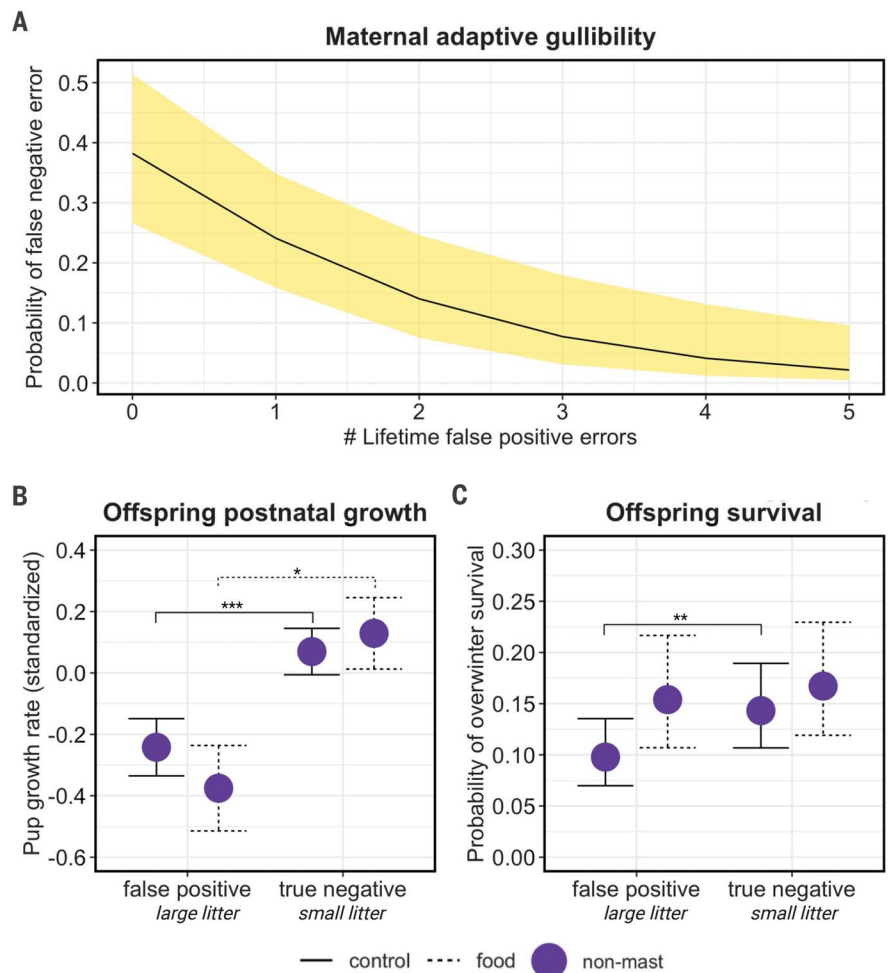 A
Maternal adaptive gullibility
Probability of false negative error
0.5
0.4
0.3
0.2
0.1
0.0
0 1 2 3 4 5
# Lifetime false positive errors
B
Offspring postnatal growth
Pup growth rate (standardized)
0.4
0.2
0.0
-0.2
-0.4
-0.6
***
*
false positive true negative
large litter small litter
C
Offspring survival
Probability of overwinter survival
0.30
0.25
0.20
0.15
0.10
0.05
0.00
**
false positive true negative
large litter small litter
control food non-mast